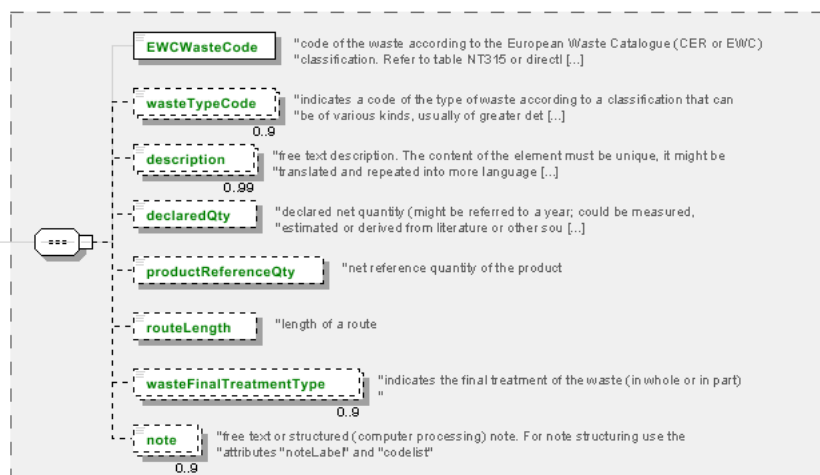 EWCWasteCode
"code of the waste according to the European Waste Catalogue (CER or EWC)
"classification. Refer to table NT315 or directl [...]
wasteTypeCode
"indicates a code of the type of waste according to a classification that can
"be of various kinds, usually of greater det [...]
0..9
description
"free text description. The content of the element must be unique, it might be
"translated and repeated into more language [...]
0..99
declaredQty
"declared net quantity (might be referred to a year; could be measured,
"estimated or derived from literature or other sou [...]
productReferenceQty
"net reference quantity of the product
routeLength
"length of a route
wasteFinalTreatmentType
"indicates the final treatment of the waste (in whole or in part)
"
0..9
note
"free text or structured (computer processing) note. For note structuring use the
"attributes "noteLabel" and "codelist"
0..9